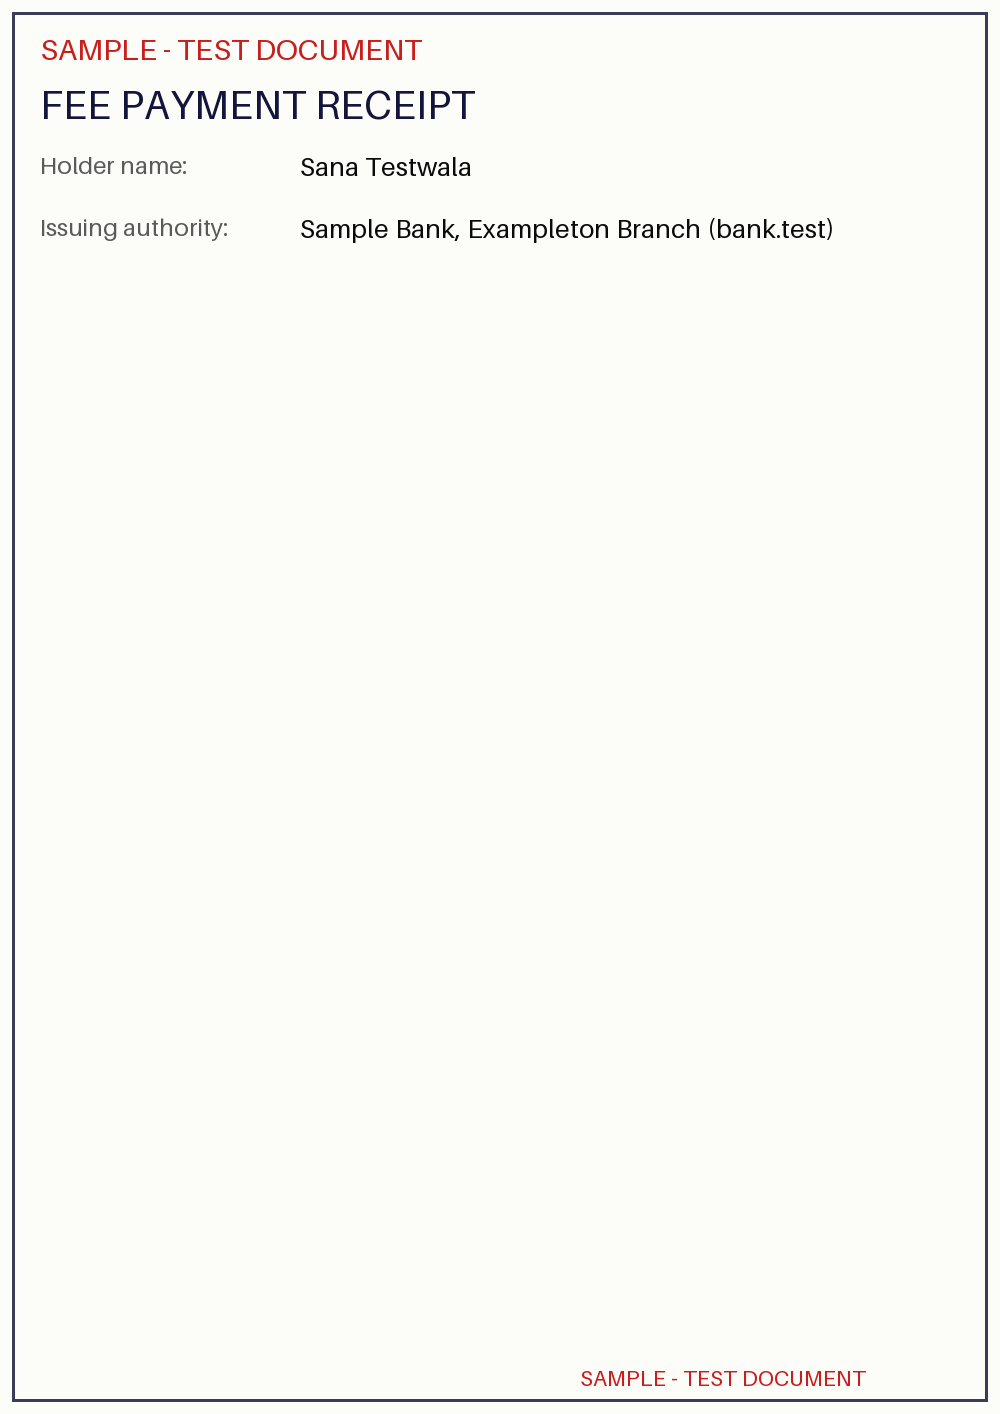 SAMPLE - TEST DOCUMENT
FEE PAYMENT RECEIPT
Holder name: Sana Testwala
Issuing authority: Sample Bank, Exampleton Branch (bank.test)
SAMPLE - TEST DOCUMENT